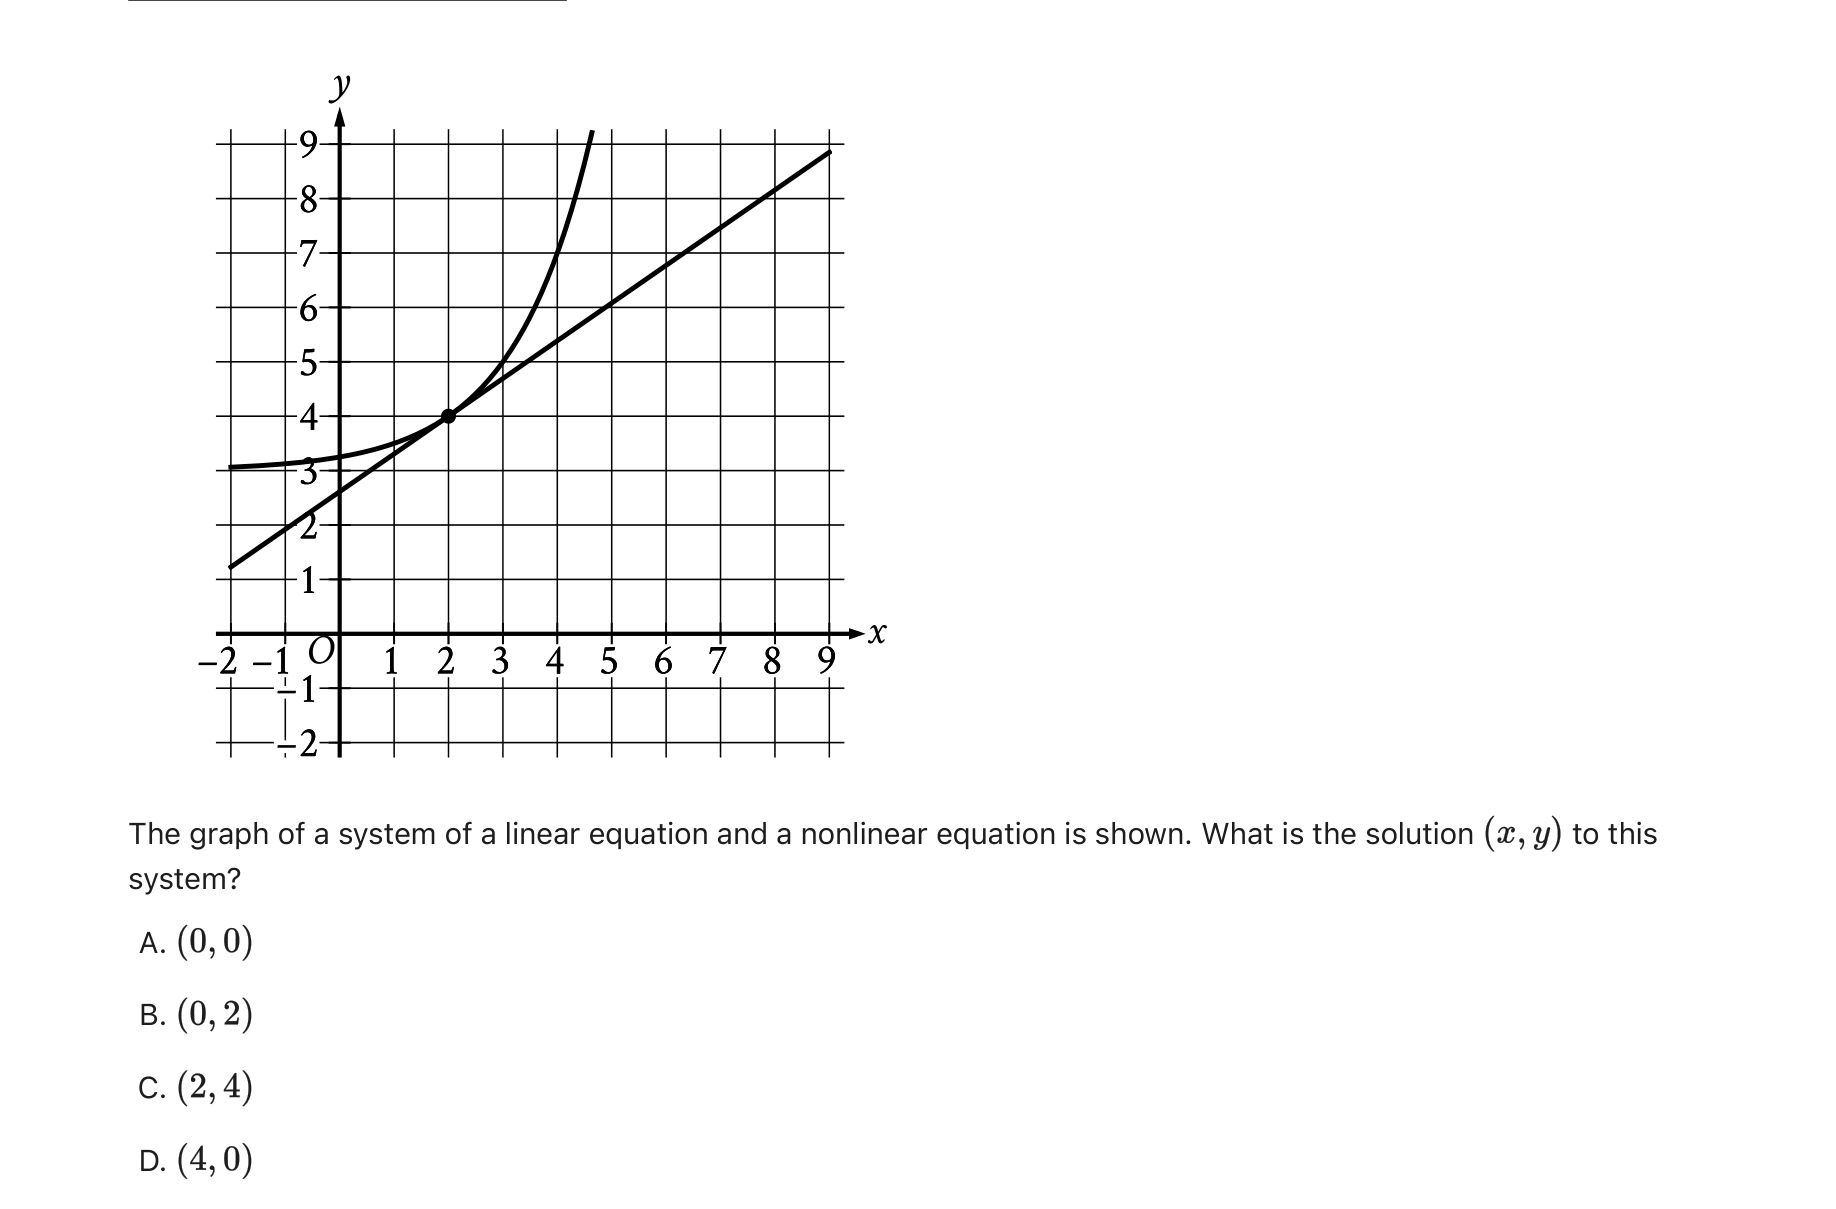 y
9
8
7
6
5
4
3
2
1
O
x
−2 −1 1 2 3 4 5 6 7 8 9
−1
−2
The graph of a system of a linear equation and a nonlinear equation is shown. What is the solution (x, y) to this
system?
A. (0, 0)
B. (0, 2)
C. (2, 4)
D. (4, 0)